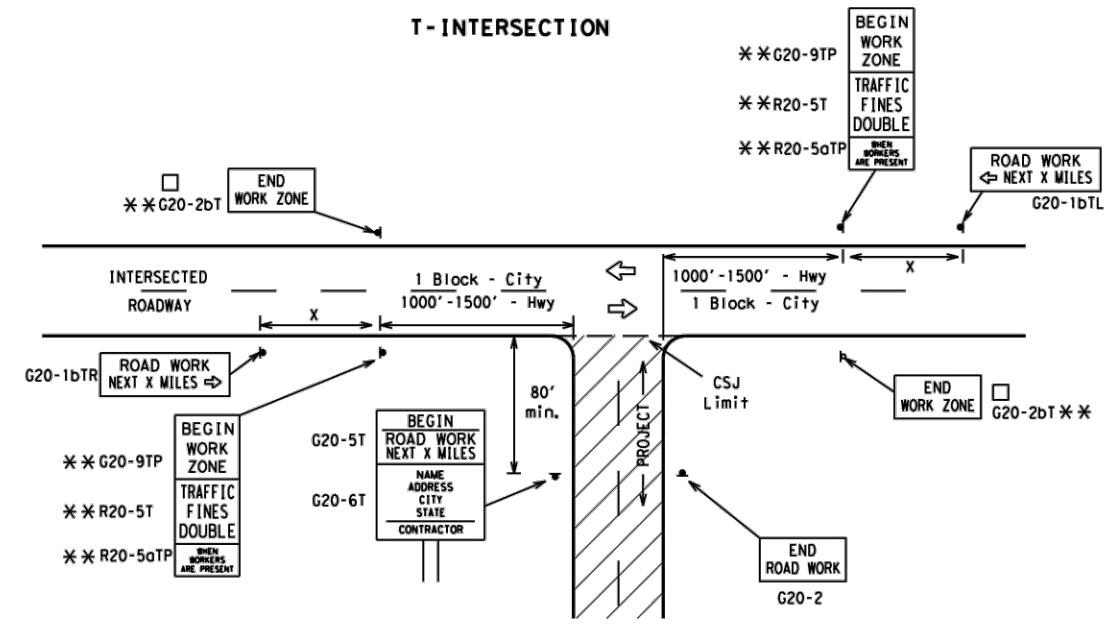 T-INTERSECTION
BEGIN
WORK
ZONE
**G20-9TP
TRAFFIC
FINES
DOUBLE
**R20-5T
WHEN
WORKERS
ARE PRESENT
**R20-5aTP
ROAD WORK
⇦ NEXT X MILES
G20-1bTL
END
WORK ZONE
□
**G20-2bT
INTERSECTED
ROADWAY
1 Block - City
1000'-1500' - Hwy
⇦
⇨
1000'-1500' - Hwy
1 Block - City
X
X
G20-1bTR
ROAD WORK
NEXT X MILES ⇨
80'
min.
PROJECT
CSJ
Limit
END
WORK ZONE
□
G20-2bT**
BEGIN
WORK
ZONE
**G20-9TP
TRAFFIC
FINES
DOUBLE
**R20-5T
WHEN
WORKERS
ARE PRESENT
**R20-5aTP
G20-5T
BEGIN
ROAD WORK
NEXT X MILES
G20-6T
NAME
ADDRESS
CITY
STATE
CONTRACTOR
END
ROAD WORK
G20-2